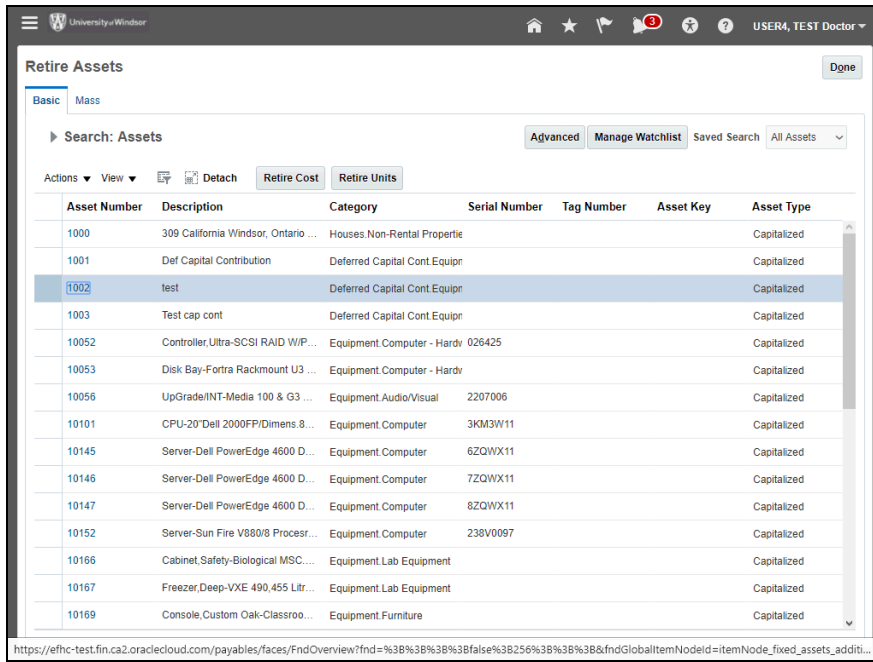 University of Windsor 3 USER4, TEST Doctor
Retire Assets Done
Basic Mass
Search: Assets Advanced Manage Watchlist Saved Search All Assets
Actions View Detach Retire Cost Retire Units
Asset Number Description Category Serial Number Tag Number Asset Key Asset Type
1000 309 California Windsor, Ontario ... Houses.Non-Rental Propertie Capitalized
1001 Def Capital Contribution Deferred Capital Cont.Equipn Capitalized
1002 test Deferred Capital Cont.Equipn Capitalized
1003 Test cap cont Deferred Capital Cont.Equipn Capitalized
10052 Controller,Ultra-SCSI RAID W/P... Equipment.Computer - Hardv 026425 Capitalized
10053 Disk Bay-Fortra Rackmount U3 ... Equipment.Computer - Hardv Capitalized
10056 UpGrade/INT-Media 100 & G3 ... Equipment.Audio/Visual 2207006 Capitalized
10101 CPU-20"Dell 2000FP/Dimens.8... Equipment.Computer 3KM3W11 Capitalized
10145 Server-Dell PowerEdge 4600 D... Equipment.Computer 6ZQWX11 Capitalized
10146 Server-Dell PowerEdge 4600 D... Equipment.Computer 7ZQWX11 Capitalized
10147 Server-Dell PowerEdge 4600 D... Equipment.Computer 8ZQWX11 Capitalized
10152 Server-Sun Fire V880/8 Procesr... Equipment.Computer 238V0097 Capitalized
10166 Cabinet,Safety-Biological MSC.... Equipment.Lab Equipment Capitalized
10167 Freezer,Deep-VXE 490,455 Litr... Equipment.Lab Equipment Capitalized
10169 Console,Custom Oak-Classroo... Equipment.Furniture Capitalized
https://efhc-test.fin.ca2.oraclecloud.com/payables/faces/FndOverview?fnd=%3B%3B%3B%3Bfalse%3B256%3B%3B%3B&fndGlobalItemNodeId=itemNode_fixed_assets_additi...